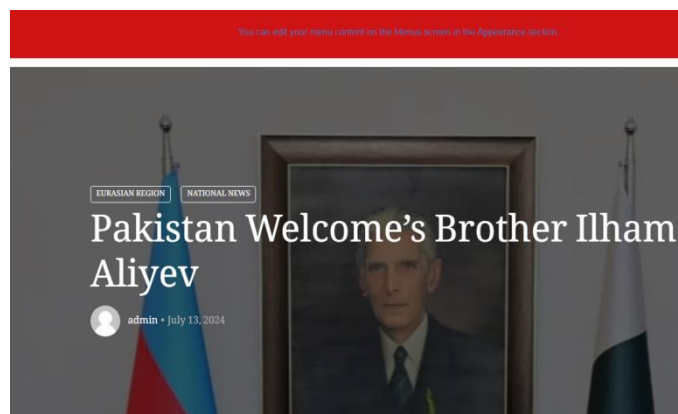 You can edit your menu content on the Menus screen in the Appearance section.
EURASIAN REGION NATIONAL NEWS
Pakistan Welcome’s Brother Ilham
Aliyev
admin • July 13, 2024